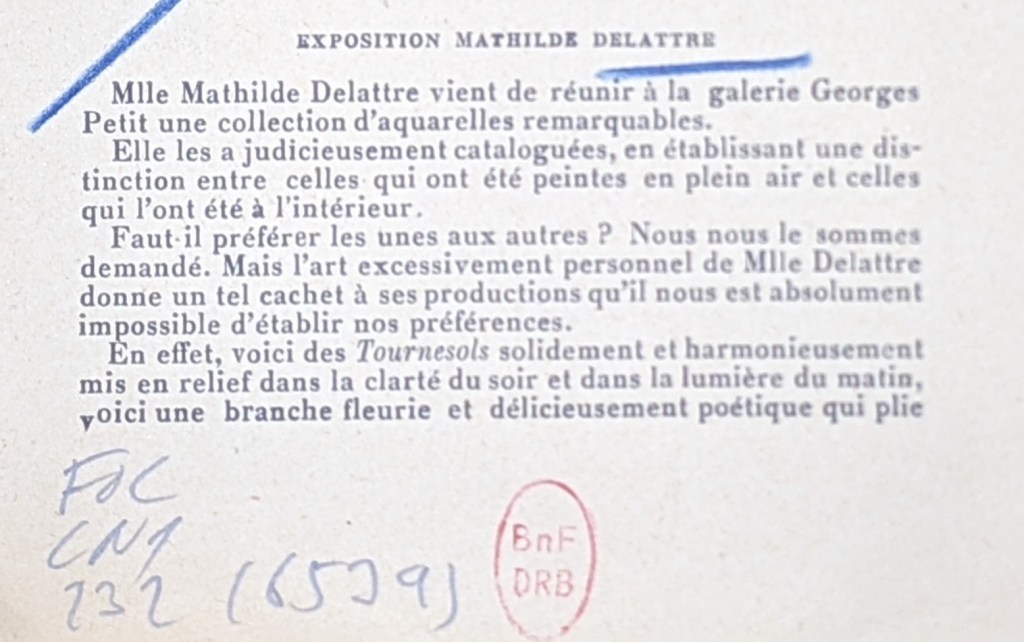 EXPOSITION MATHILDE DELATTRE
Mlle Mathilde Delattre vient de réunir à la galerie Georges
Petit une collection d'aquarelles remarquables.
Elle les a judicieusement cataloguées, en établissant une dis-
tinction entre celles qui ont été peintes en plein air et celles
qui l'ont été à l'intérieur.
Faut-il préférer les unes aux autres ? Nous nous le sommes
demandé. Mais l'art excessivement personnel de Mlle Delattre
donne un tel cachet à ses productions qu'il nous est absolument
impossible d'établir nos préférences.
En effet, voici des Tournesols solidement et harmonieusement
mis en relief dans la clarté du soir et dans la lumière du matin,
voici une branche fleurie et délicieusement poétique qui plie
CN1
232 (6539)
BnF
DRB